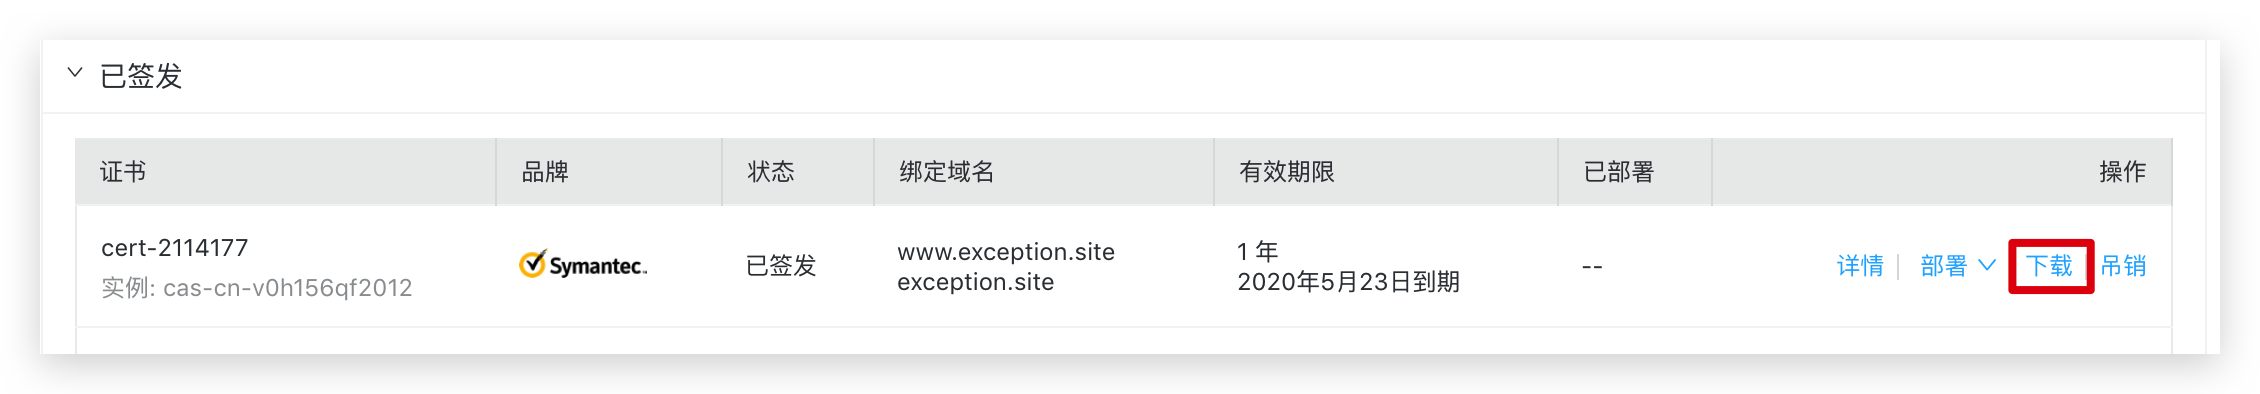 已签发
证书 品牌 状态 绑定域名 有效期限 已部署 操作
cert-2114177
实例: cas-cn-v0h156qf2012
Symantec™
已签发
www.exception.site
exception.site
1 年
2020年5月23日到期
--
详情 部署 下载 吊销